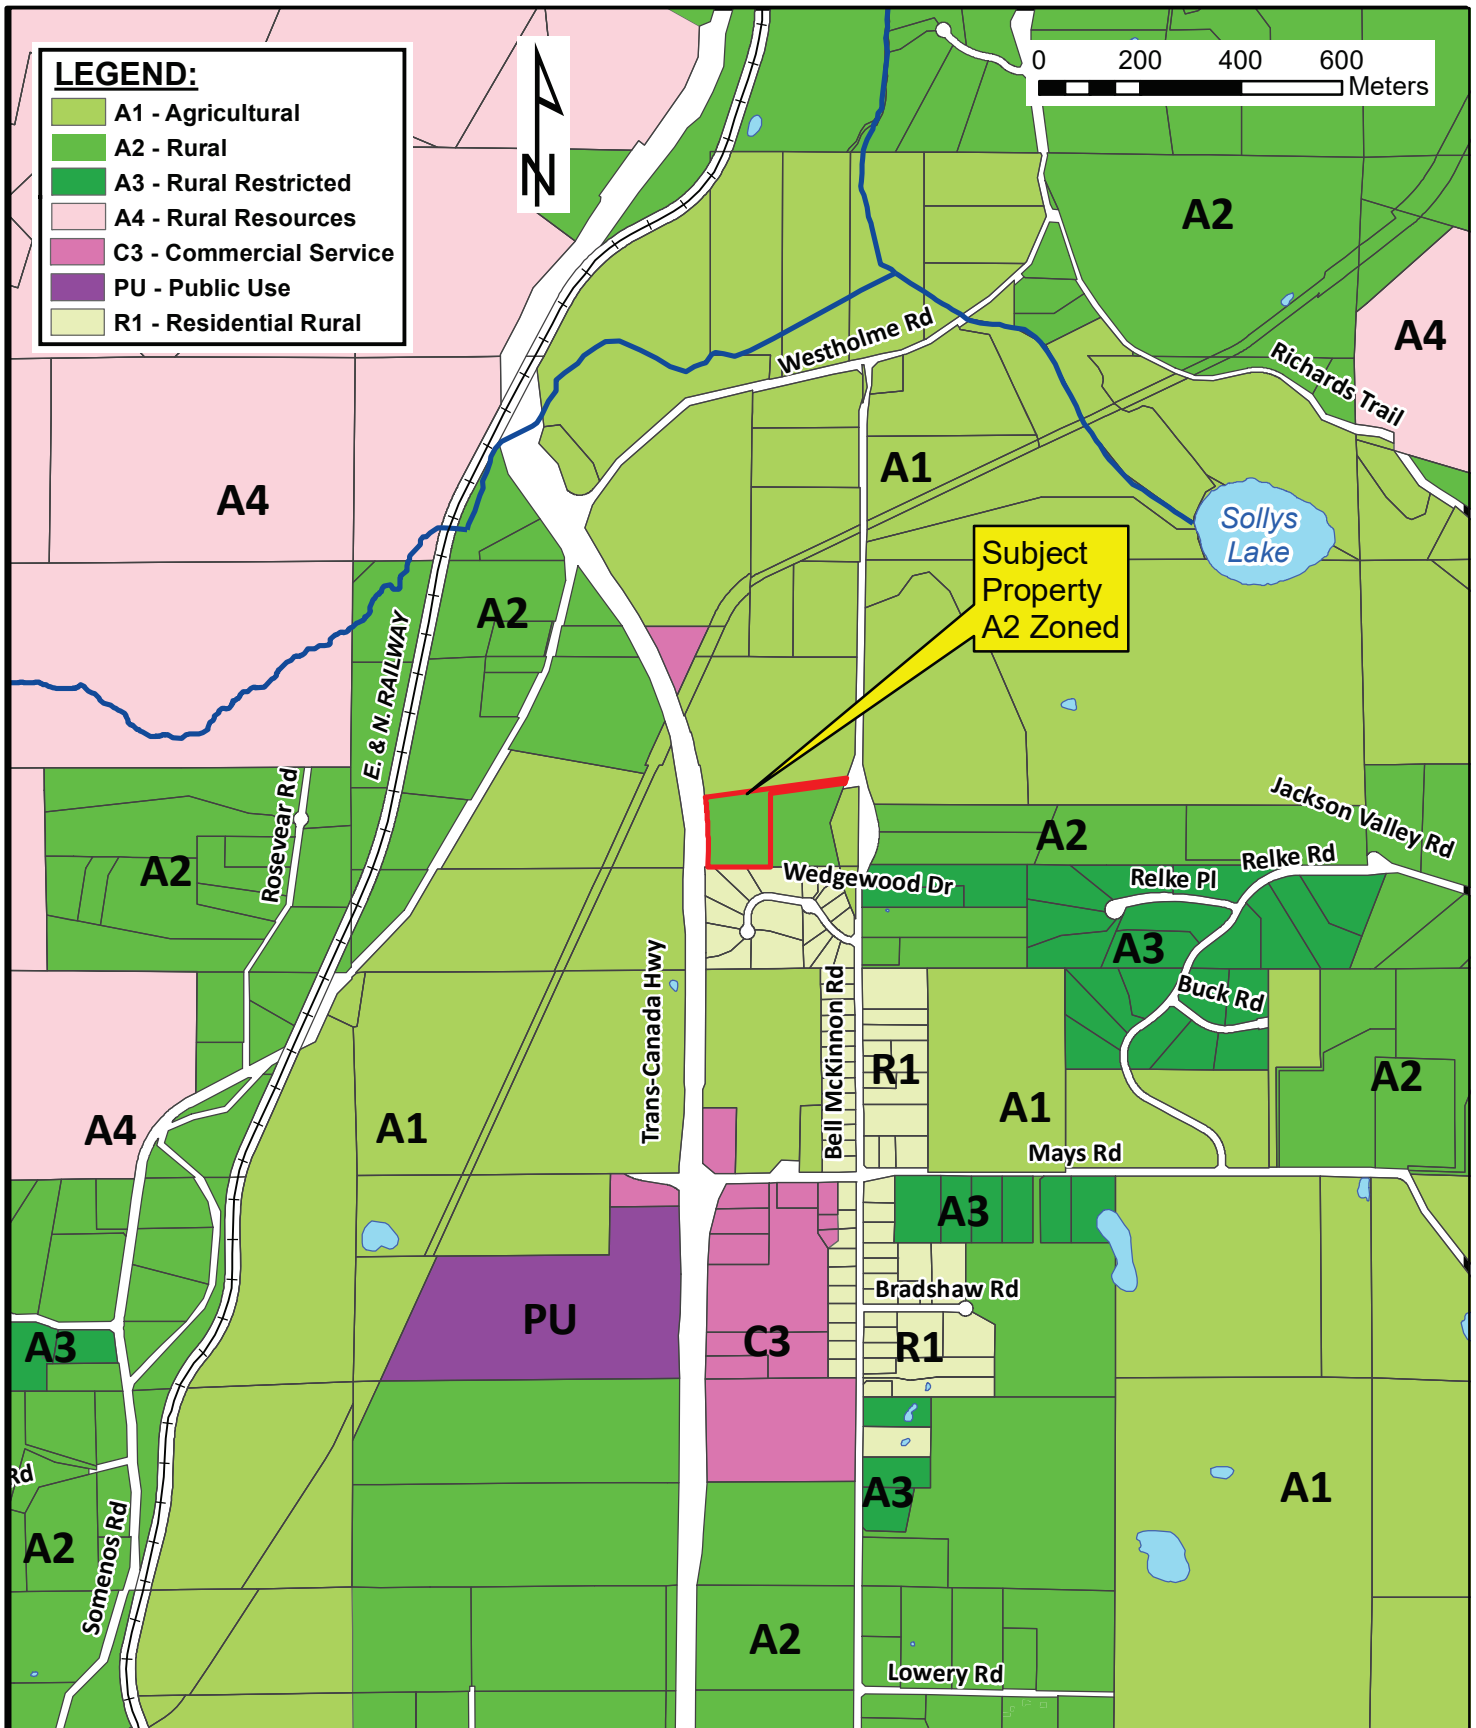 LEGEND:
A1 - Agricultural
A2 - Rural
A3 - Rural Restricted
A4 - Rural Resources
C3 - Commercial Service
PU - Public Use
R1 - Residential Rural
N
0 200 400 600
Meters
A2
A4
Westholme Rd
Richards Trail
A1
A4
Sollys
Lake
Subject
Property
A2 Zoned
A2
E. & N. RAILWAY
Rosevear Rd
A2
A2
Jackson Valley Rd
Relke Rd
Relke Pl
Wedgewood Dr
A3
Trans-Canada Hwy
Bell McKinnon Rd
Buck Rd
R1
A2
A1
A1
A4
Mays Rd
A3
Bradshaw Rd
PU
C3
R1
A3
A3
A1
Rd
A2
Somenos Rd
A2
Lowery Rd